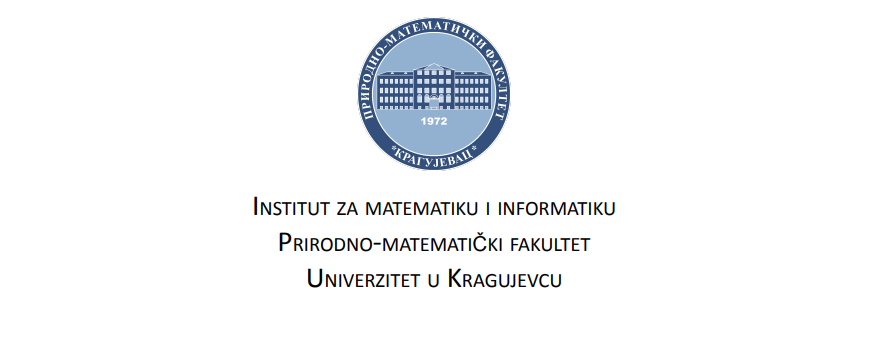 ПРИРОДНО-МАТЕМАТИЧКИ ФАКУЛТЕТ
1972
*КРАГУЈЕВАЦ*
INSTITUT ZA MATEMATIKU I INFORMATIKU
PRIRODNO-MATEMATIČKI FAKULTET
UNIVERZITET U KRAGUJEVCU